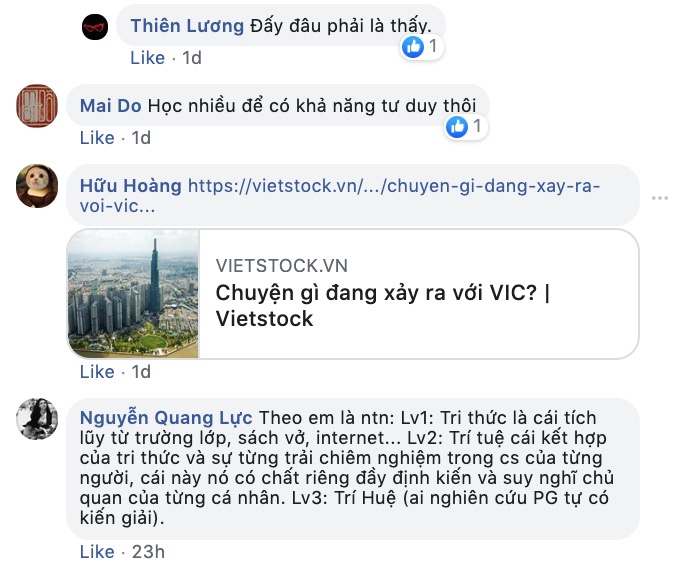 Thiên Lương Đấy đâu phải là thấy.
1
Like · 1d
Mai Do Học nhiều để có khả năng tư duy thôi
1
Like · 1d
Hữu Hoàng https://vietstock.vn/.../chuyen-gi-dang-xay-ra-
voi-vic...
VIETSTOCK.VN
Chuyện gì đang xảy ra với VIC? |
Vietstock
Like · 1d
Nguyễn Quang Lực Theo em là ntn: Lv1: Tri thức là cái tích
lũy từ trường lớp, sách vở, internet... Lv2: Trí tuệ cái kết hợp
của tri thức và sự từng trải chiêm nghiệm trong cs của từng
người, cái này nó có chất riêng đầy định kiến và suy nghĩ chủ
quan của từng cá nhân. Lv3: Trí Huệ (ai nghiên cứu PG tự có
kiến giải).
Like · 23h